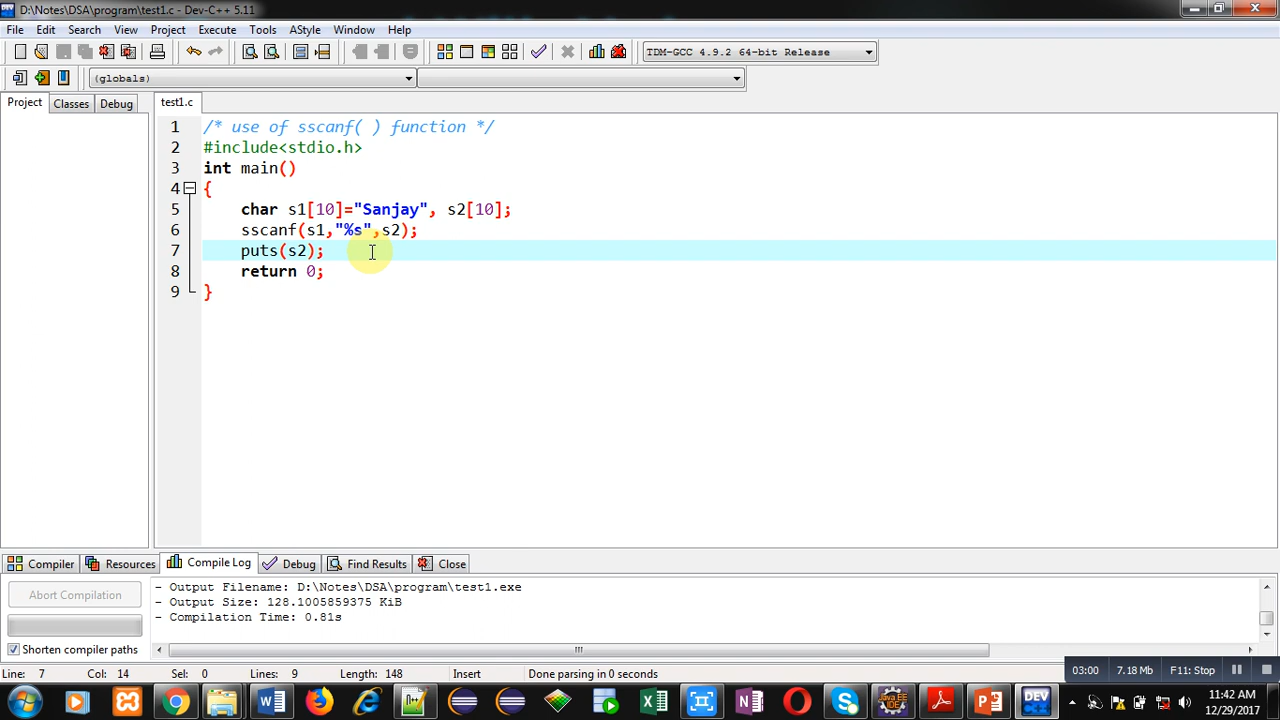 D:\Notes\DSA\program\test1.c - Dev-C++ 5.11
File Edit Search View Project Execute Tools AStyle Window Help
TDM-GCC 4.9.2 64-bit Release
(globals)
Project Classes Debug test1.c
1 /* use of sscanf( ) function */
2 #include<stdio.h>
3 int main()
4 {
5 char s1[10]="Sanjay", s2[10];
6 sscanf(s1,"%s",s2);
7 puts(s2);
8 return 0;
9 }
Compiler Resources Compile Log Debug Find Results Close
Abort Compilation
Shorten compiler paths
- Output Filename: D:\Notes\DSA\program\test1.exe
- Output Size: 128.1005859375 KiB
- Compilation Time: 0.81s
Line: 7 Col: 14 Sel: 0 Lines: 9 Length: 148 Insert Done parsing in 0 seconds
03:00 7.18 Mb F11: Stop
DEV
11:42 AM
12/29/2017